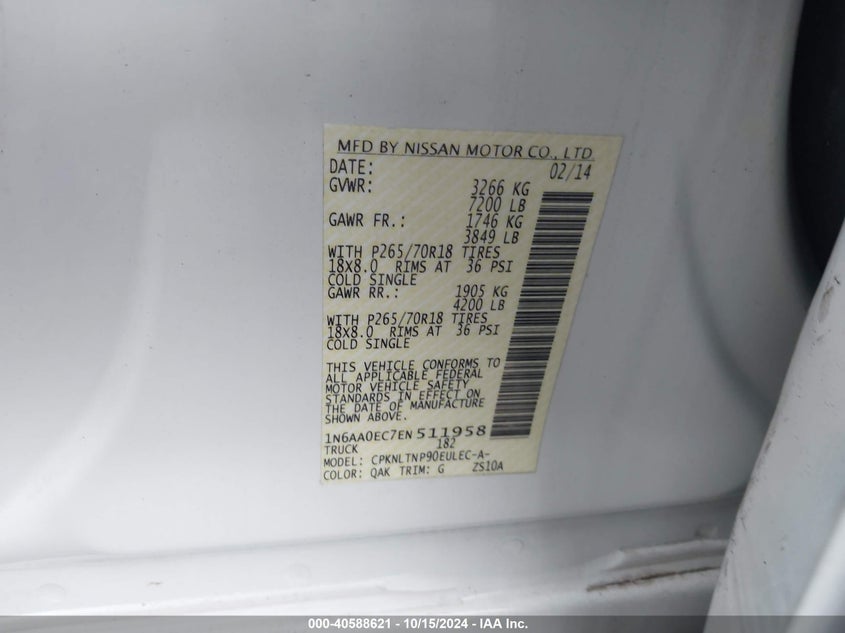 MFD BY NISSAN MOTOR CO., LTD.
DATE: 02/14
GVWR: 3266 KG
7200 LB
GAWR FR.: 1746 KG
3849 LB
WITH P265/70R18 TIRES
18X8.0 RIMS AT 36 PSI
COLD SINGLE
GAWR RR.: 1905 KG
4200 LB
WITH P265/70R18 TIRES
18X8.0 RIMS AT 36 PSI
COLD SINGLE
THIS VEHICLE CONFORMS TO
ALL APPLICABLE FEDERAL
MOTOR VEHICLE SAFETY
STANDARDS IN EFFECT ON
THE DATE OF MANUFACTURE
SHOWN ABOVE.
1N6AA0EC7EN511958
TRUCK 182
MODEL: CPKNLTNP90EULEC-A-
COLOR: QAK TRIM: G ZS10A
000-40588621 - 10/15/2024 - IAA Inc.